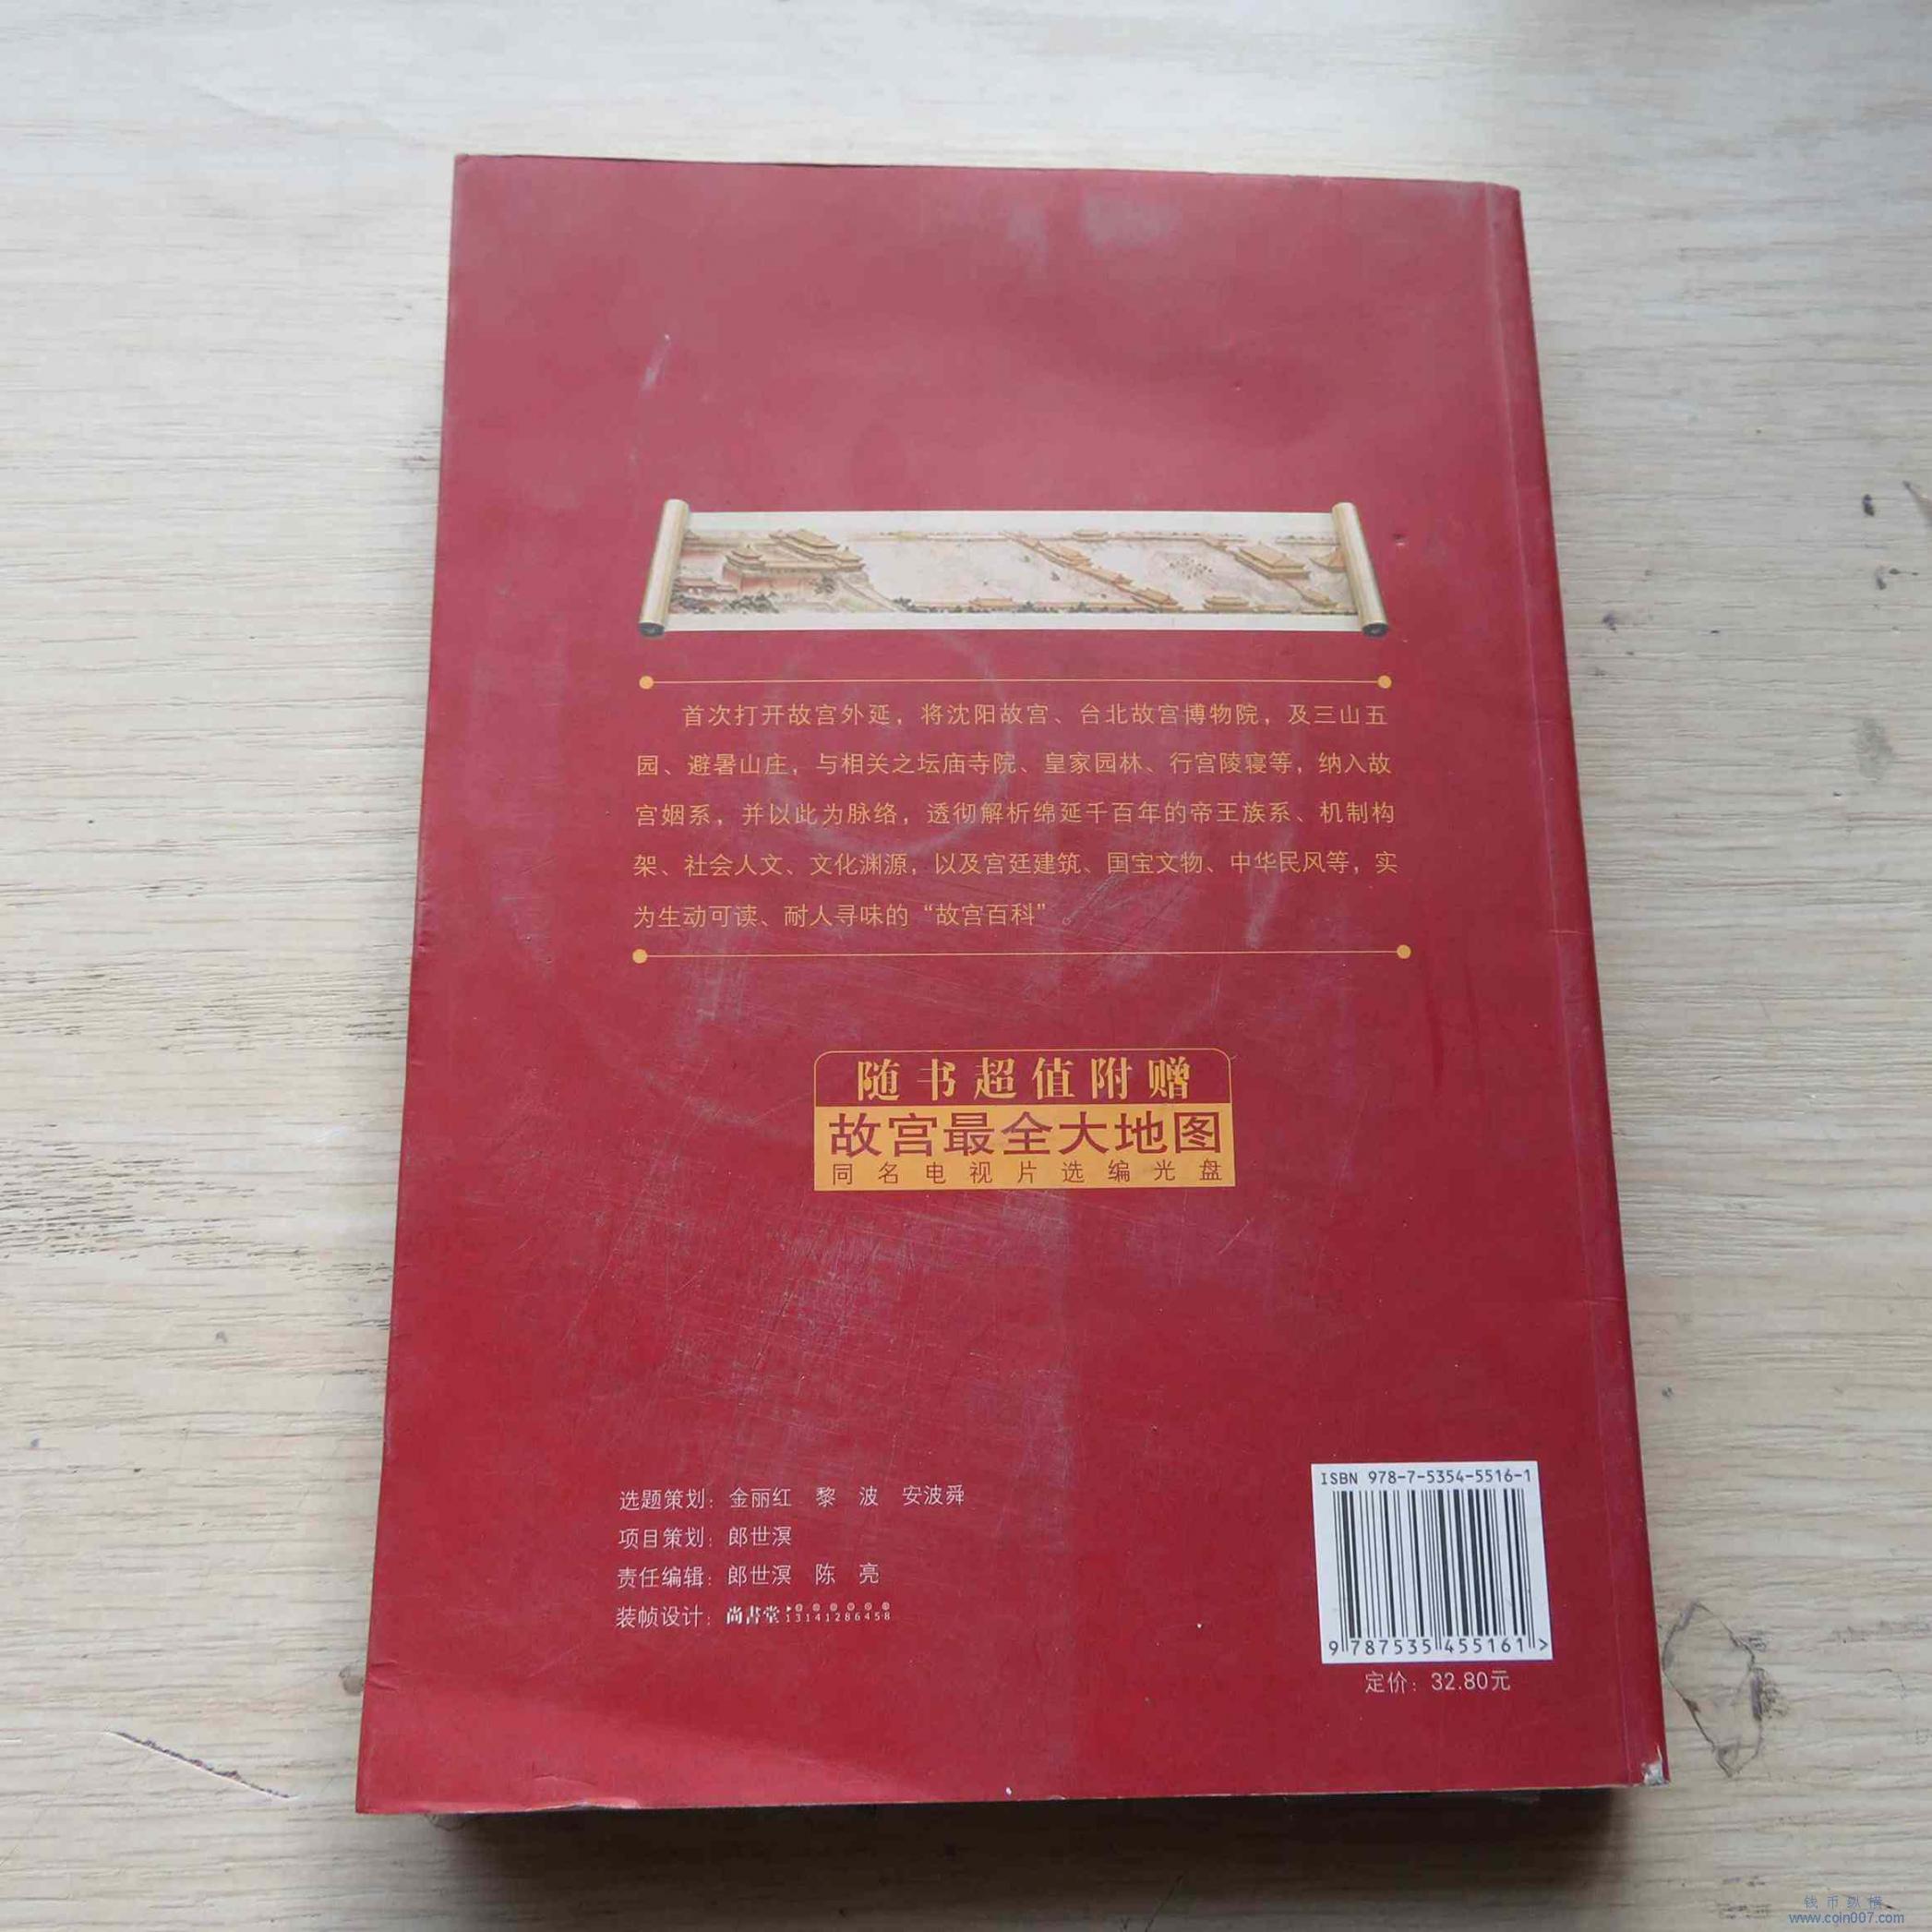 首次打开故宫外延，将沈阳故宫、台北故宫博物院，及三山五
园、避暑山庄，与相关之坛庙寺院、皇家园林、行宫陵寝等，纳入故
宫姻系，并以此为脉络，透彻解析绵延千百年的帝王族系、机制构
架、社会人文、文化渊源，以及宫廷建筑、国宝文物、中华民风等，实
为生动可读、耐人寻味的“故宫百科”。
随书超值附赠
故宫最全大地图
同名电视片选编光盘
选题策划：金丽红 黎 波 安波舜
项目策划：郎世溟
责任编辑：郎世溟 陈 亮
装帧设计：尚書堂 13141286458
ISBN 978-7-5354-5516-1
9 787535 455161 >
定价：32.80元
钱币纵横
www.coin007.com